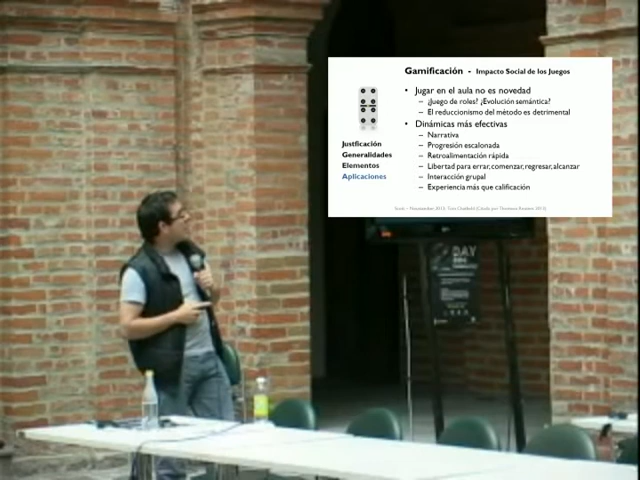 Gamificación - Impacto Social de los Juegos
• Jugar en el aula no es novedad
– ¿Juego de roles? ¿Evolución semántica?
– El reduccionismo del método es detrimental
• Dinámicas más efectivas
– Narrativa
– Progresión escalonada
– Retroalimentación rápida
– Libertad para errar, comenzar, regresar, alcanzar
– Interacción grupal
– Experiencia más que calificación
Justficación
Generalidades
Elementos
Aplicaciones
DAY